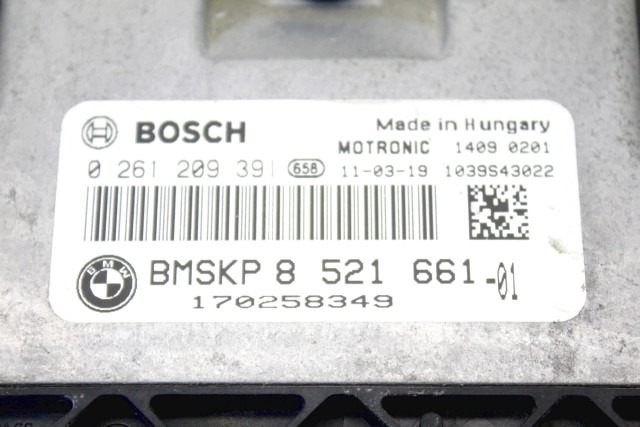 BOSCH
Made in Hungary
MOTRONIC 1409 0201
0 261 209 391 658 11-03-19 1039S43022
BMW
BMSKP 8 521 661-01
170258349